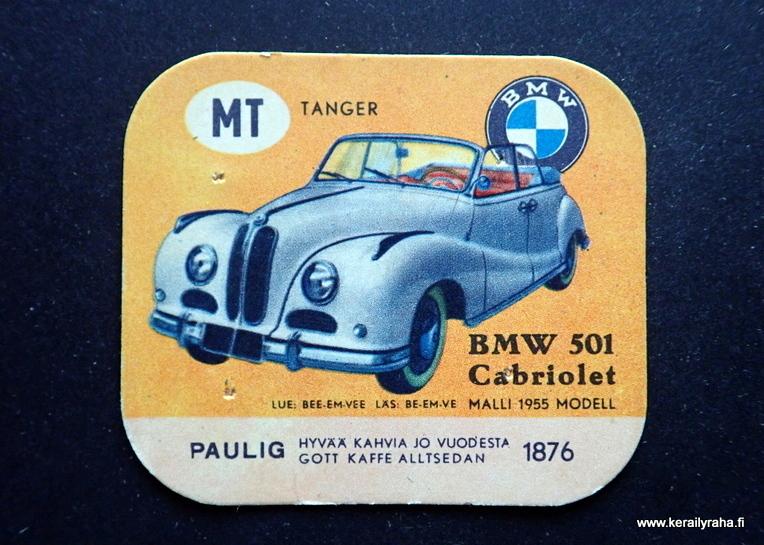 MT
TANGER
BMW
BMW 501
Cabriolet
LUE: BEE-EM-VEE LÄS: BE-EM-VE MALLI 1955 MODELL
PAULIG HYVÄÄ KAHVIA JO VUODESTA 1876
GOTT KAFFE ALLTSEDAN
www.kerailyraha.fi